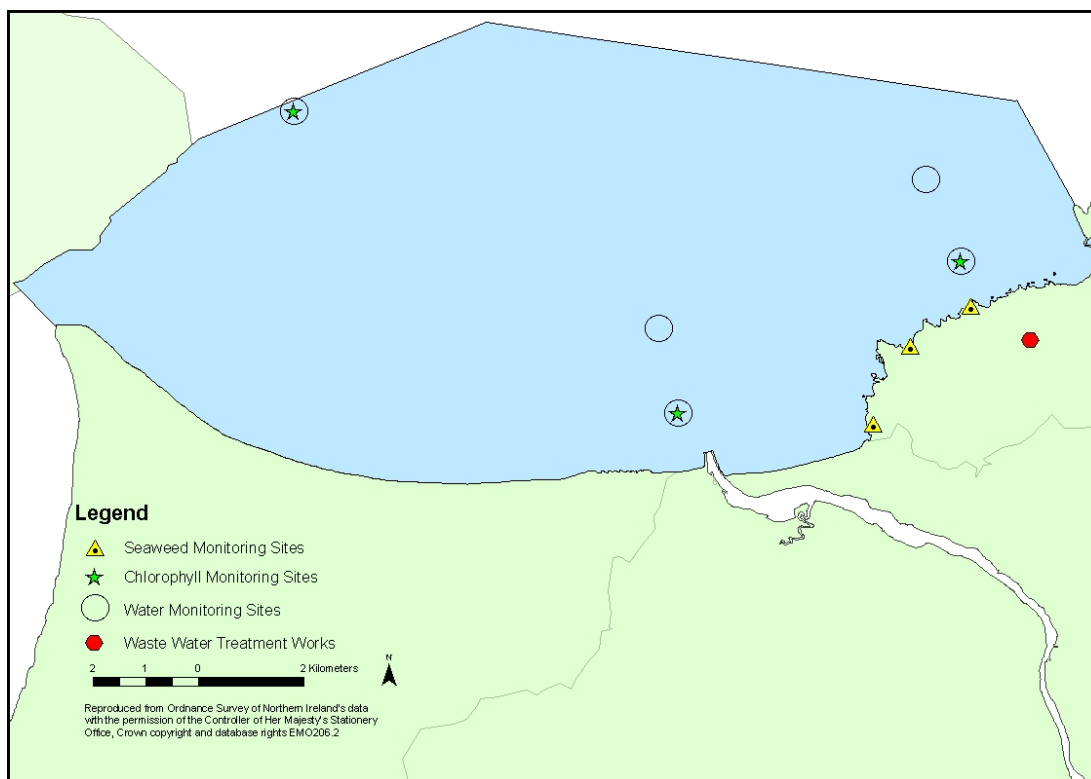 Legend
Seaweed Monitoring Sites
Chlorophyll Monitoring Sites
Water Monitoring Sites
Waste Water Treatment Works
2 1 0 2 Kilometers
N
Reproduced from Ordnance Survey of Northern Ireland's data
with the permission of the Controller of Her Majesty's Stationery
Office, Crown copyright and database rights EMO206.2